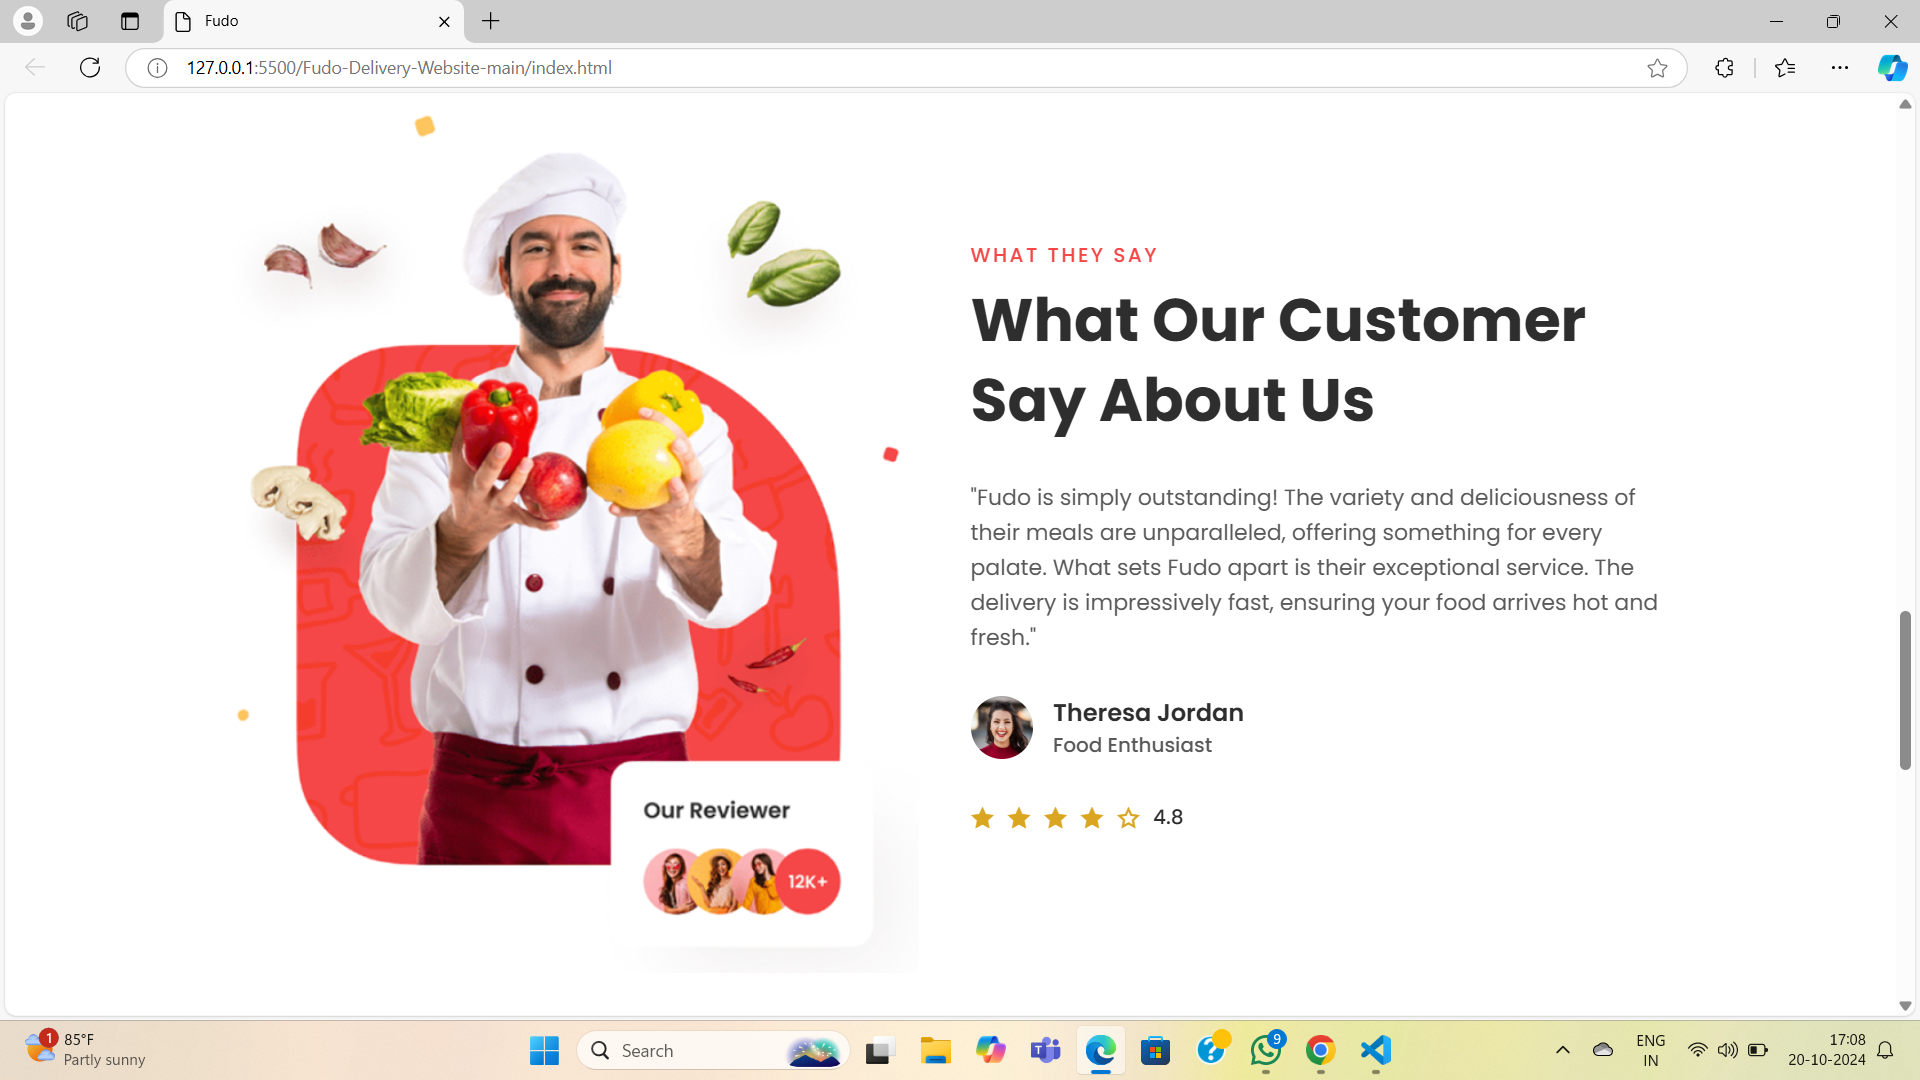 Fudo
127.0.0.1:5500/Fudo-Delivery-Website-main/index.html
WHAT THEY SAY
What Our Customer
Say About Us
"Fudo is simply outstanding! The variety and deliciousness of
their meals are unparalleled, offering something for every
palate. What sets Fudo apart is their exceptional service. The
delivery is impressively fast, ensuring your food arrives hot and
fresh."
Theresa Jordan
Food Enthusiast
4.8
Our Reviewer
12K+
1
85°F
Partly sunny
Search
9
ENG
IN
17:08
20-10-2024